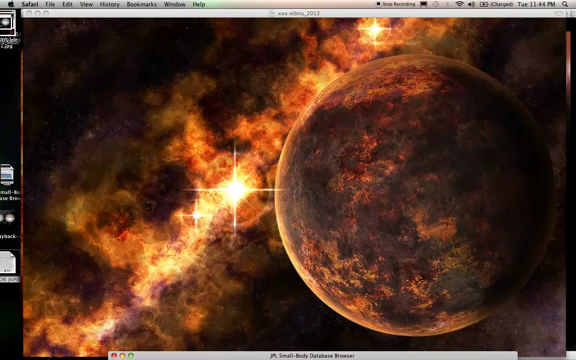 Safari File Edit View History Bookmarks Window Help Stop Recording (Charged) Tue 11:44 PM
xxx nibiru_2012
JPL Small-Body Database Browser